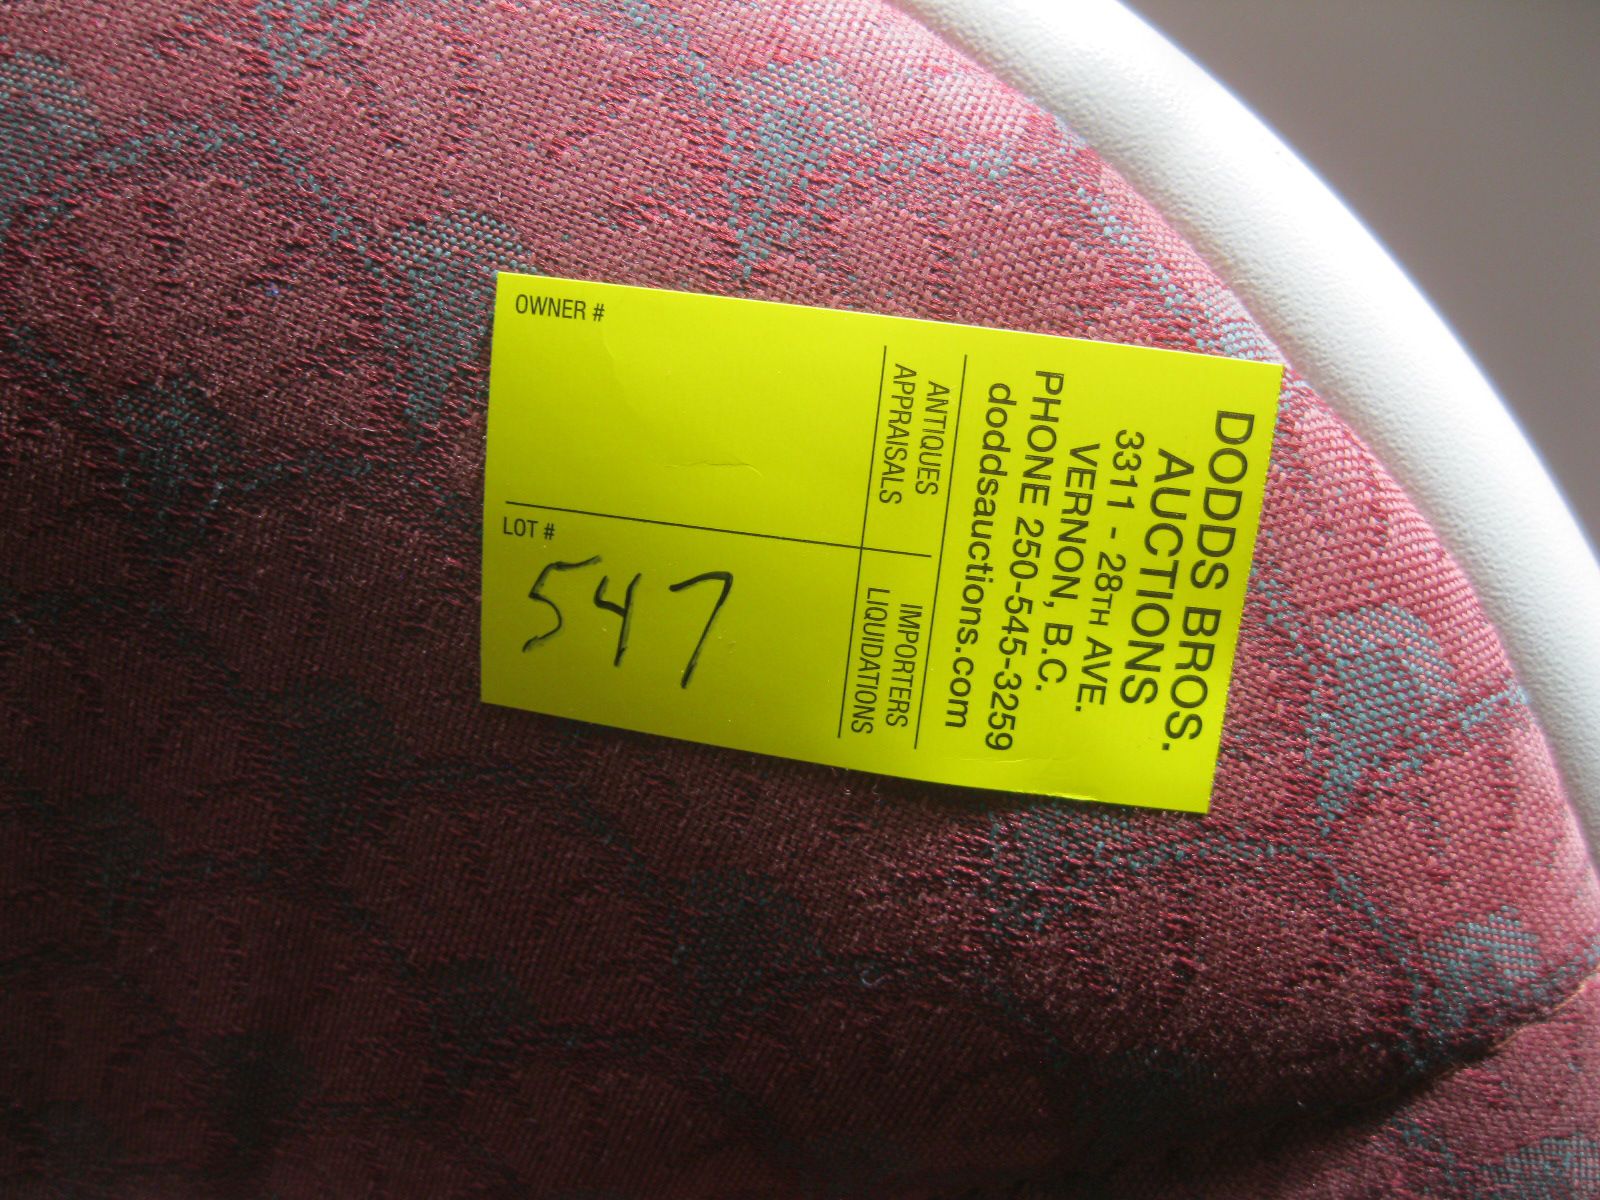 DODDS BROS.
AUCTIONS
3311 - 28TH AVE.
VERNON, B.C.
PHONE 250-545-3259
doddsauctions.com
ANTIQUES
APPRAISALS
IMPORTERS
LIQUIDATIONS
OWNER #
LOT #
547